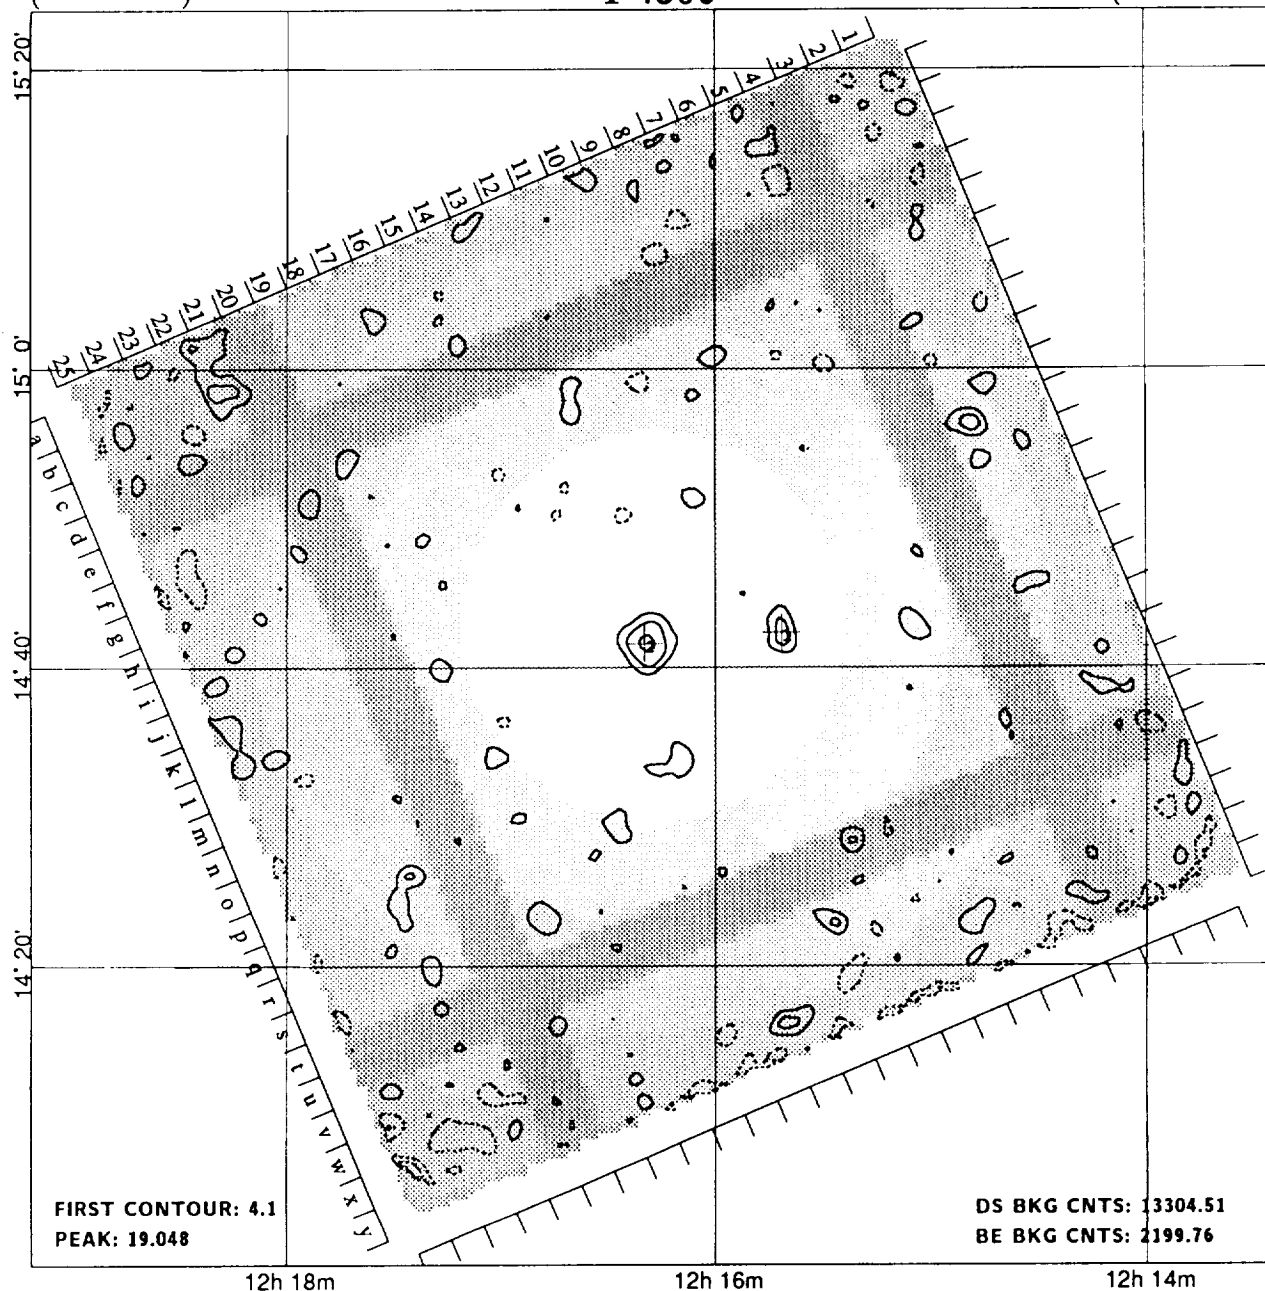 15° 20'
1 2 3 4 5 6 7 8 9 10 11 12 13 14 15 16 17 18 19 20 21 22 23 24 25
15° 0'
a b c d e f g h i j k l m n o p q r s t u v w x y
14° 40'
14° 20'
FIRST CONTOUR: 4.1
PEAK: 19.048
DS BKG CNTS: 13304.51
BE BKG CNTS: 2199.76
12h 18m 12h 16m 12h 14m